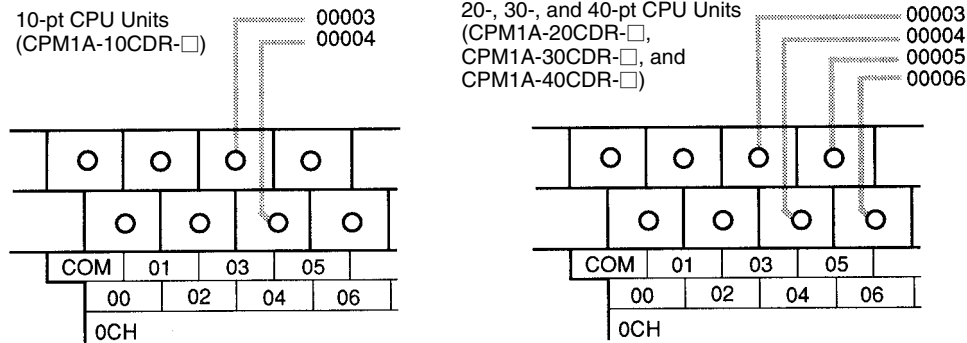 10-pt CPU Units
(CPM1A-10CDR-□)
00003
00004
COM 01 03 05
00 02 04 06
0CH
20-, 30-, and 40-pt CPU Units
(CPM1A-20CDR-□,
CPM1A-30CDR-□, and
CPM1A-40CDR-□)
00003
00004
00005
00006
COM 01 03 05
00 02 04 06
0CH